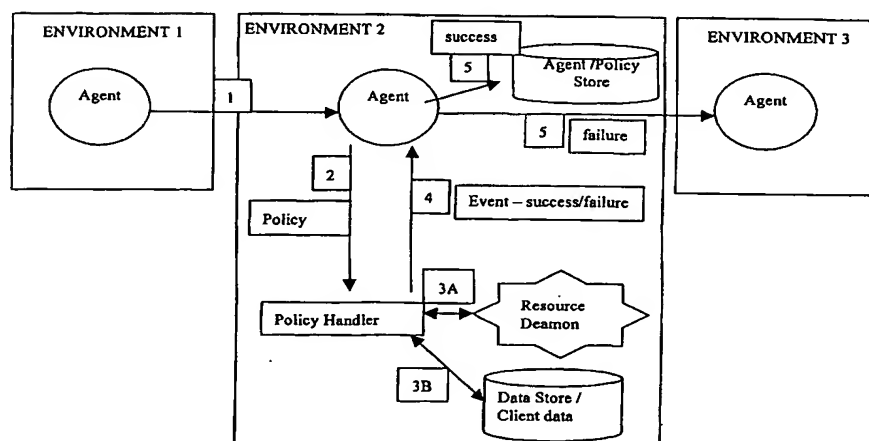 ENVIRONMENT 1
Agent
1
ENVIRONMENT 2
success
5
Agent /Policy
Store
Agent
5
failure
ENVIRONMENT 3
Agent
2
Policy
4
Event – success/failure
3A
Policy Handler
Resource
Deamon
3B
Data Store /
Client data